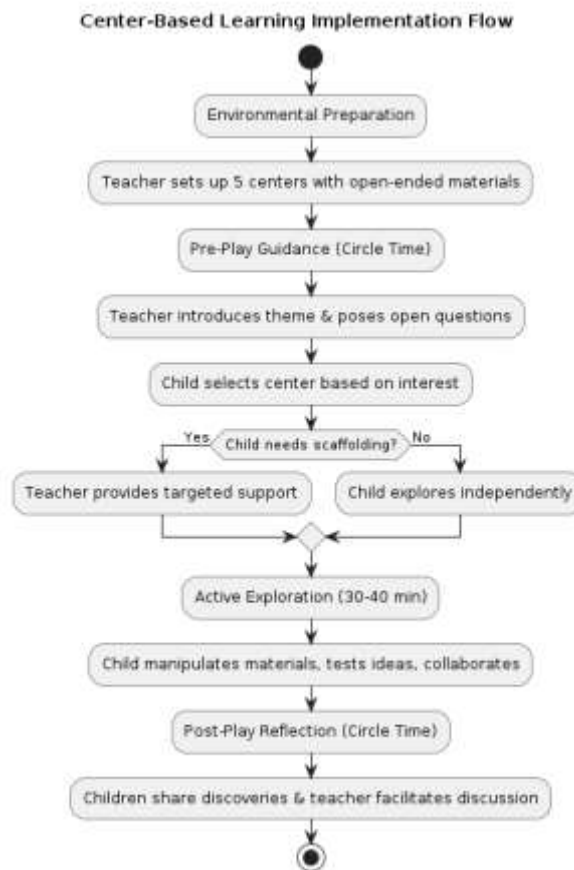 Center-Based Learning Implementation Flow
Environmental Preparation
Teacher sets up 5 centers with open-ended materials
Pre-Play Guidance (Circle Time)
Teacher introduces theme & poses open questions
Child selects center based on interest
Yes
Child needs scaffolding?
No
Teacher provides targeted support
Child explores independently
Active Exploration (30-40 min)
Child manipulates materials, tests ideas, collaborates
Post-Play Reflection (Circle Time)
Children share discoveries & teacher facilitates discussion